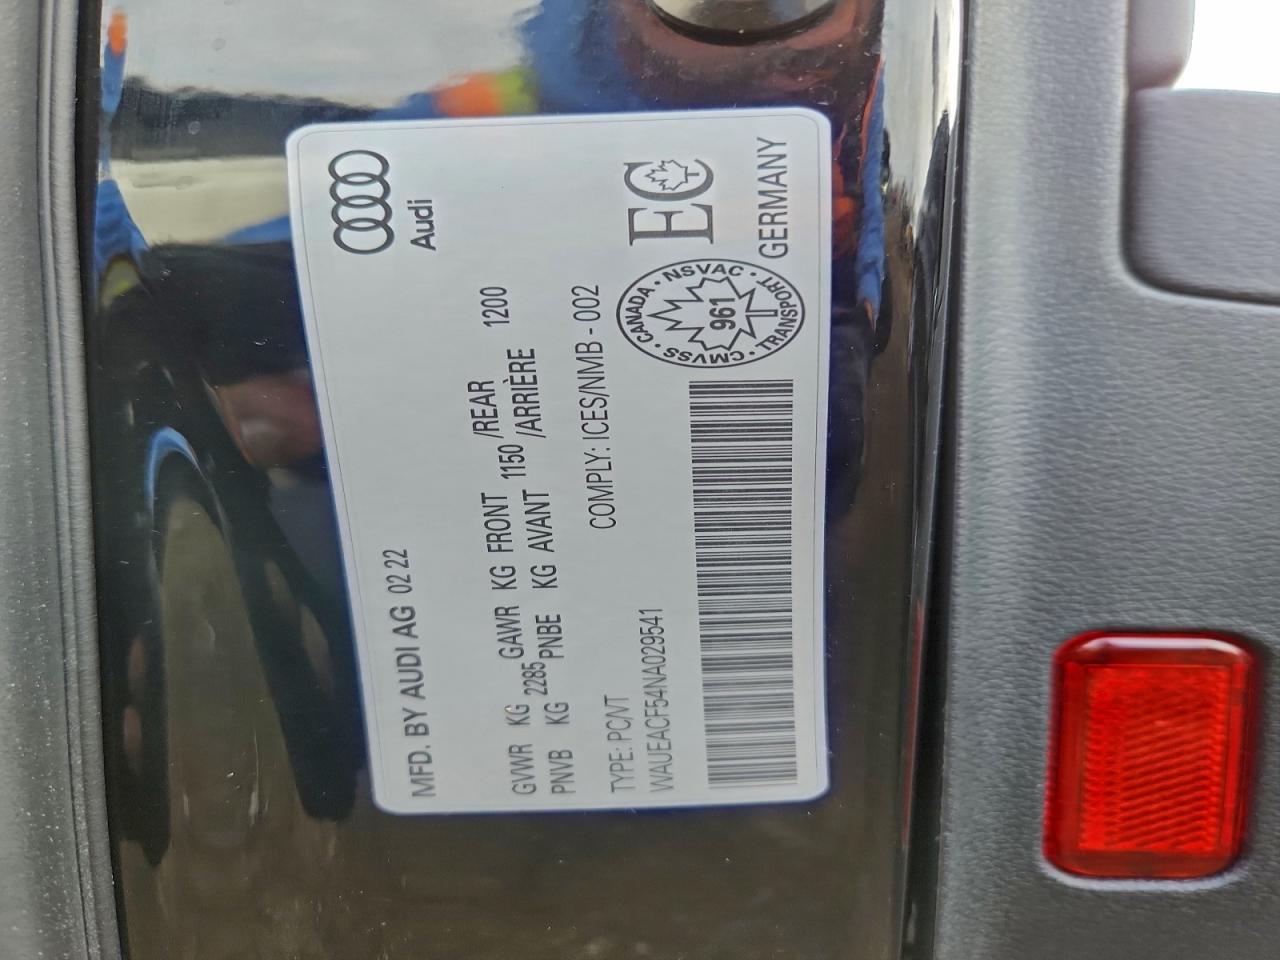 Audi
MFD. BY AUDI AG 02 22
GVWR KG 2285 GAWR KG FRONT 1150 /REAR 1200
PNVB KG PNBE KG AVANT /ARRIÈRE
COMPLY: ICES/NMB - 002
TYPE: PC/VT
WAUEACF54NA029541
CANADA · NSVAC · TRANSPORT · CMVSS ·
961
EC
GERMANY